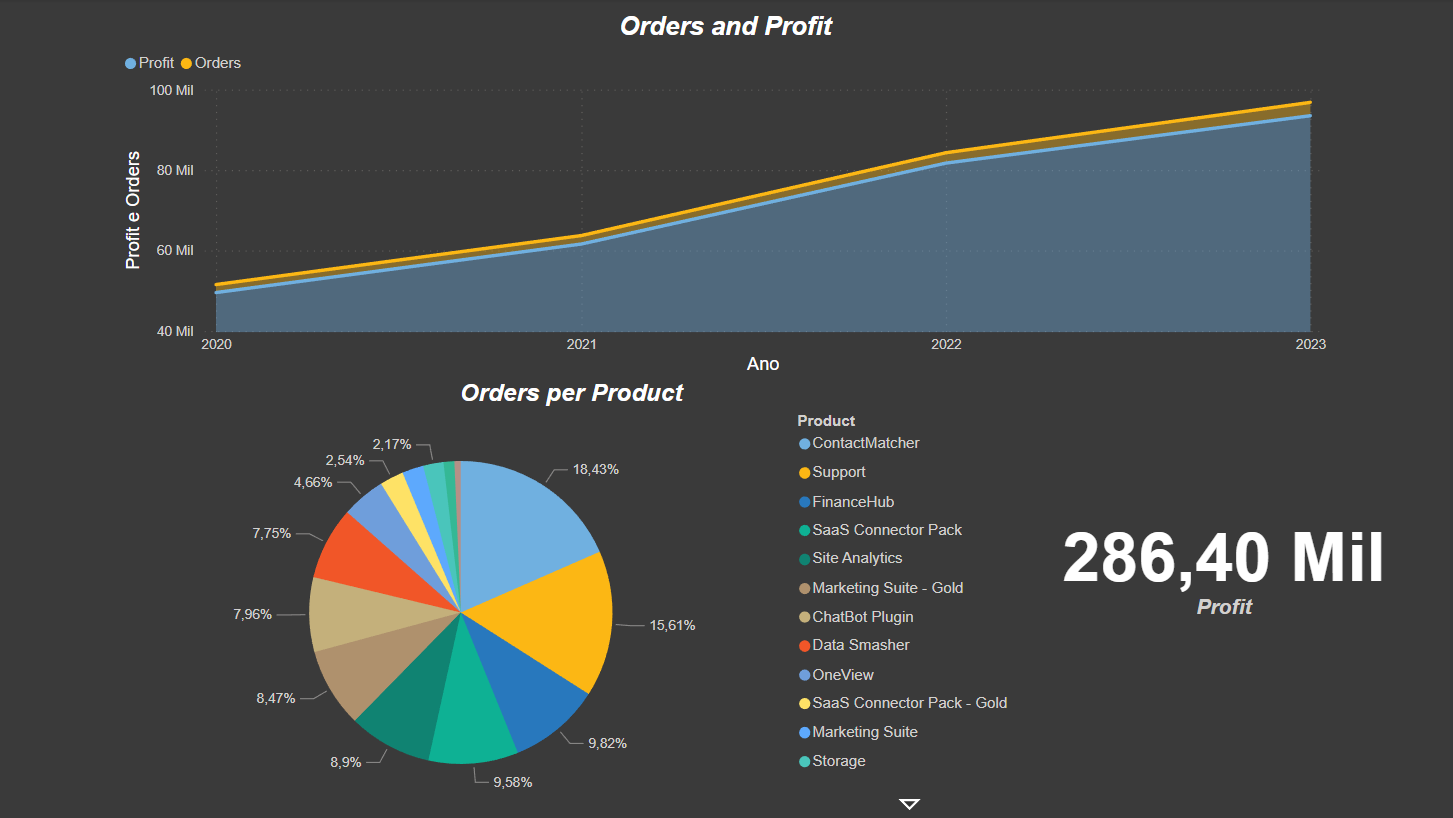 Orders and Profit
Profit Orders
Profit e Orders
100 Mil
80 Mil
60 Mil
40 Mil
2020 2021 2022 2023
Ano
Orders per Product
18,43%
15,61%
9,82%
9,58%
8,9%
8,47%
7,96%
7,75%
4,66%
2,54%
2,17%
Product
ContactMatcher
Support
FinanceHub
SaaS Connector Pack
Site Analytics
Marketing Suite - Gold
ChatBot Plugin
Data Smasher
OneView
SaaS Connector Pack - Gold
Marketing Suite
Storage
286,40 Mil
Profit